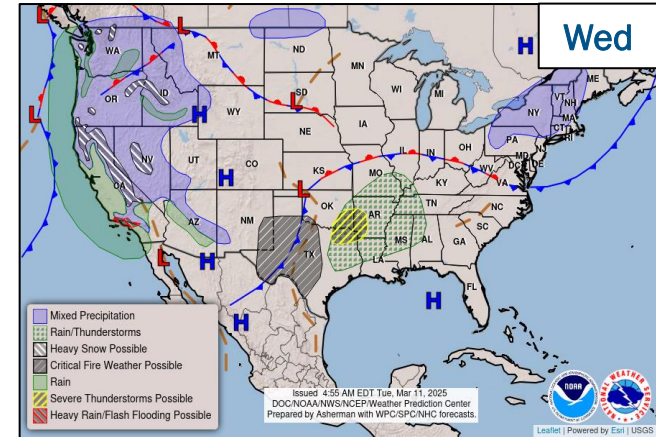 Wed
L
L
H
WA
MT
ND
MN
ME
OR
ID
SD
L
WI
MI
VT
NH
NY
MA
L
H
WY
IA
PA
CT
RI
NE
NJ
IL
IN
OH
MD
DE
DC
NV
UT
CO
KS
MO
WV
VA
KY
CA
H
L
OK
TN
NC
AZ
NM
AR
SC
L
H
TX
MS
AL
GA
LA
FL
H
H
Mixed Precipitation
Rain/Thunderstorms
Heavy Snow Possible
Critical Fire Weather Possible
Rain
Severe Thunderstorms Possible
Heavy Rain/Flash Flooding Possible
Issued 4:55 AM EDT Tue, Mar 11, 2025
DOC/NOAA/NWS/NCEP/Weather Prediction Center
Prepared by Asherman with WPC/SPC/NHC forecasts.
NOAA
NATIONAL WEATHER SERVICE
Leaflet | Powered by Esri | USGS